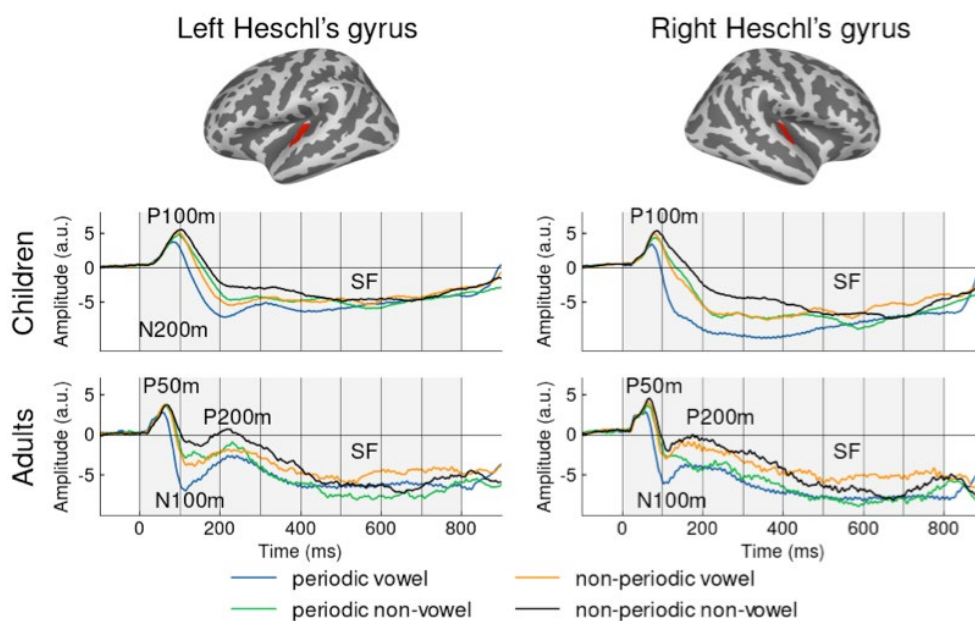 Left Heschl's gyrus
Right Heschl's gyrus
Children
Amplitude (a.u.)
5
0
-5
P100m
N200m
SF
Amplitude (a.u.)
5
0
-5
P100m
SF
Adults
Amplitude (a.u.)
5
0
-5
P50m
P200m
N100m
SF
0 200 400 600 800
Time (ms)
Amplitude (a.u.)
5
0
-5
P50m
P200m
N100m
SF
0 200 400 600 800
Time (ms)
periodic vowel
non-periodic vowel
periodic non-vowel
non-periodic non-vowel